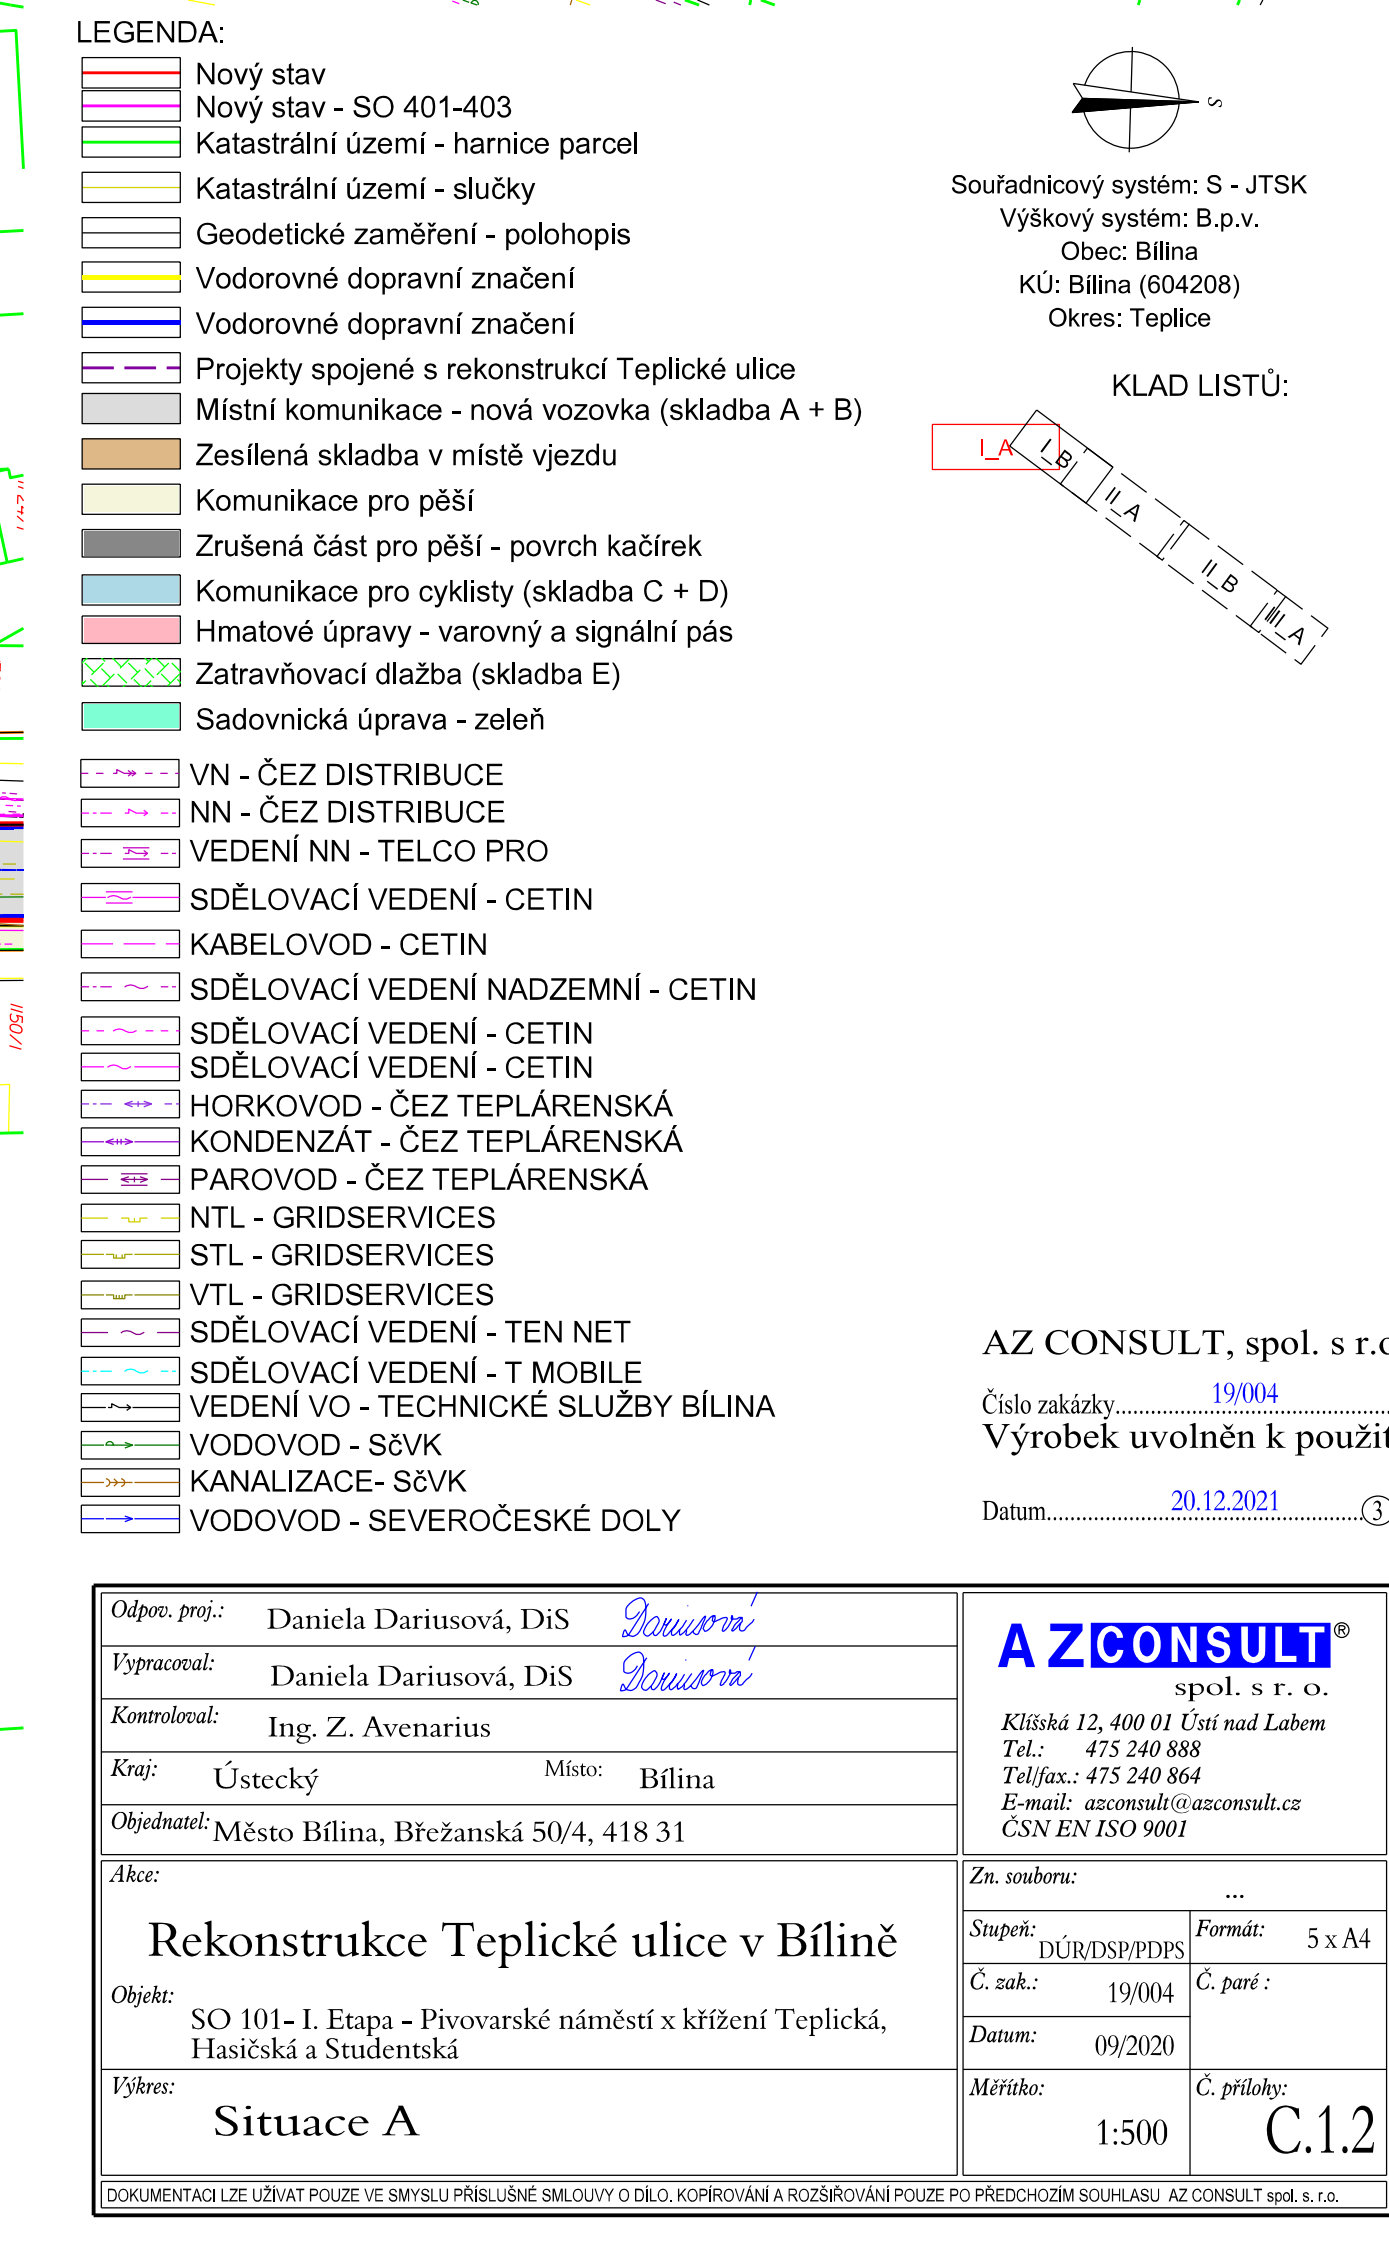 LEGENDA:
Nový stav
Nový stav - SO 401-403
Katastrální území - harnice parcel
Katastrální území - slučky
Geodetické zaměření - polohopis
Vodorovné dopravní značení
Vodorovné dopravní značení
Projekty spojené s rekonstrukcí Teplické ulice
Místní komunikace - nová vozovka (skladba A + B)
Zesílená skladba v místě vjezdu
Komunikace pro pěší
Zrušená část pro pěší - povrch kačírek
Komunikace pro cyklisty (skladba C + D)
Hmatové úpravy - varovný a signální pás
Zatravňovací dlažba (skladba E)
Sadovnická úprava - zeleň
VN - ČEZ DISTRIBUCE
NN - ČEZ DISTRIBUCE
VEDENÍ NN - TELCO PRO
SDĚLOVACÍ VEDENÍ - CETIN
KABELOVOD - CETIN
SDĚLOVACÍ VEDENÍ NADZEMNÍ - CETIN
SDĚLOVACÍ VEDENÍ - CETIN
SDĚLOVACÍ VEDENÍ - CETIN
HORKOVOD - ČEZ TEPLÁRENSKÁ
KONDENZÁT - ČEZ TEPLÁRENSKÁ
PAROVOD - ČEZ TEPLÁRENSKÁ
NTL - GRIDSERVICES
STL - GRIDSERVICES
VTL - GRIDSERVICES
SDĚLOVACÍ VEDENÍ - TEN NET
SDĚLOVACÍ VEDENÍ - T MOBILE
VEDENÍ VO - TECHNICKÉ SLUŽBY BÍLINA
VODOVOD - SčVK
KANALIZACE- SčVK
VODOVOD - SEVEROČESKÉ DOLY
S
Souřadnicový systém: S - JTSK
Výškový systém: B.p.v.
Obec: Bílina
KÚ: Bílina (604208)
Okres: Teplice
KLAD LISTŮ:
I_A
I_B
II_A
II_B
III_A
1150/1
AZ CONSULT, spol. s r.o
Číslo zakázky 19/004
Výrobek uvolněn k použit
Datum 20.12.2021 3
Odpov. proj.: Daniela Dariusová, DiS Dariusová
Vypracoval: Daniela Dariusová, DiS Dariusová
Kontroloval: Ing. Z. Avenarius
Kraj: Ústecký Místo: Bílina
Objednatel: Město Bílina, Břežanská 50/4, 418 31
AZ CONSULT®
spol. s r. o.
Klíšská 12, 400 01 Ústí nad Labem
Tel.: 475 240 888
Tel/fax.: 475 240 864
E-mail: azconsult@azconsult.cz
ČSN EN ISO 9001
Akce:
Rekonstrukce Teplické ulice v Bílině
Objekt:
SO 101- I. Etapa - Pivovarské náměstí x křížení Teplická,
Hasičská a Studentská
Výkres:
Situace A
Zn. souboru: ...
Stupeň: DÚR/DSP/PDPS
Formát: 5 x A4
Č. zak.: 19/004
Č. paré :
Datum: 09/2020
Měřítko: 1:500
Č. přílohy: C.1.2
DOKUMENTACI LZE UŽÍVAT POUZE VE SMYSLU PŘÍSLUŠNÉ SMLOUVY O DÍLO. KOPÍROVÁNÍ A ROZŠIŘOVÁNÍ POUZE PO PŘEDCHOZÍM SOUHLASU AZ CONSULT spol. s. r.o.